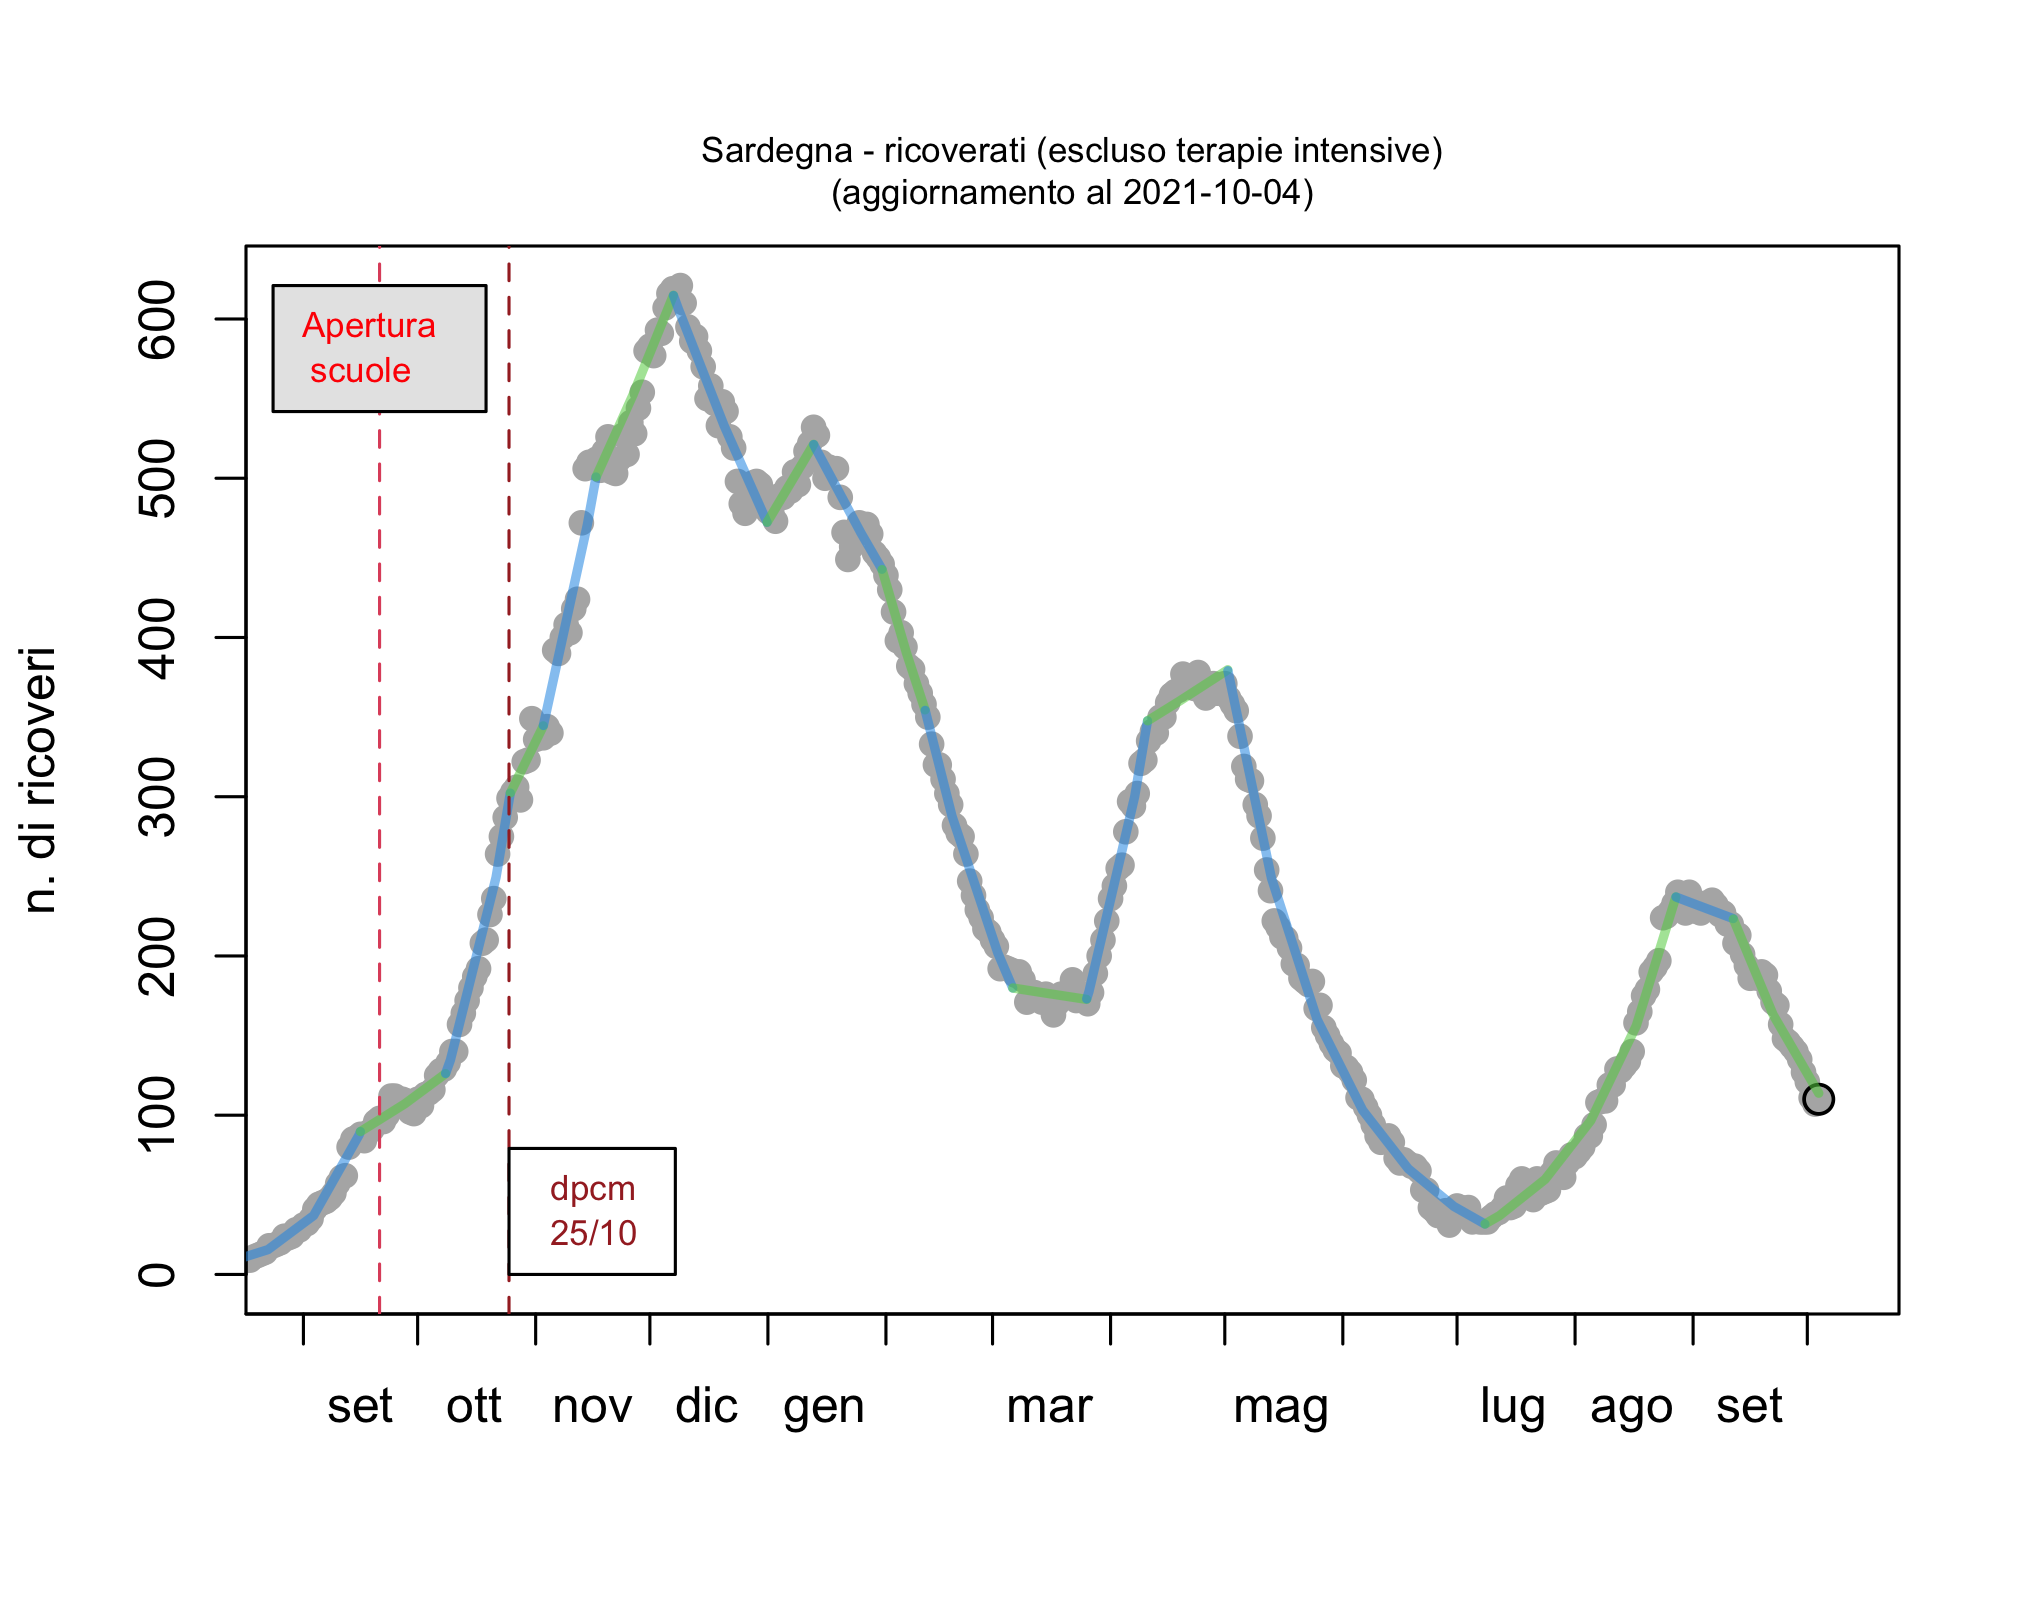 Sardegna - ricoverati (escluso terapie intensive)
(aggiornamento al 2021-10-04)
n. di ricoveri
600
500
400
300
200
100
0
Apertura
scuole
dpcm
25/10
set ott nov dic gen mar mag lug ago set